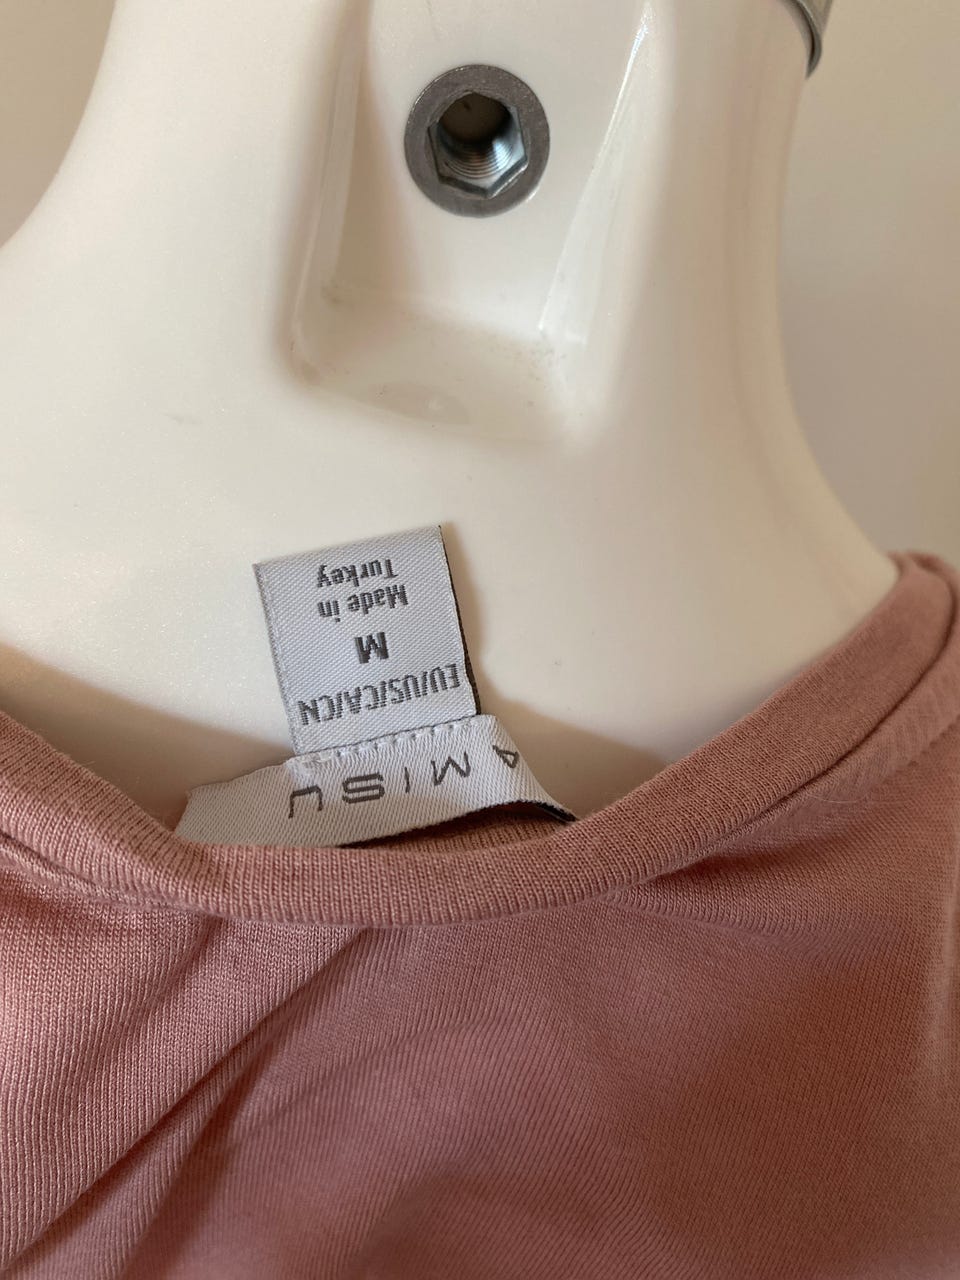 AMISU
EU/US/CA/CN
M
Made in
Turkey